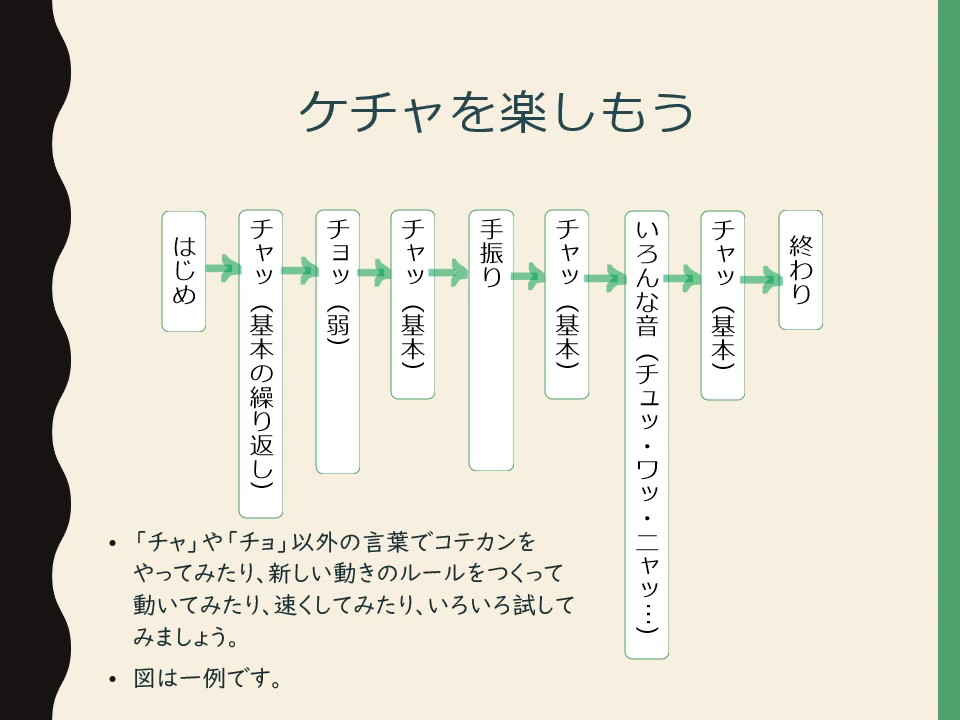 ケチャを楽しもう
はじめ
チャッ（基本の繰り返し）
チョッ（弱）
チャッ（基本）
手振り
チャッ（基本）
いろんな音（チュッ・ワッ・ニャッ…）
チャッ（基本）
終わり
• 「チャ」や「チョ」以外の言葉でコテカンを
やってみたり、新しい動きのルールをつくって
動いてみたり、速くしてみたり、いろいろ試して
みましょう。
• 図は一例です。